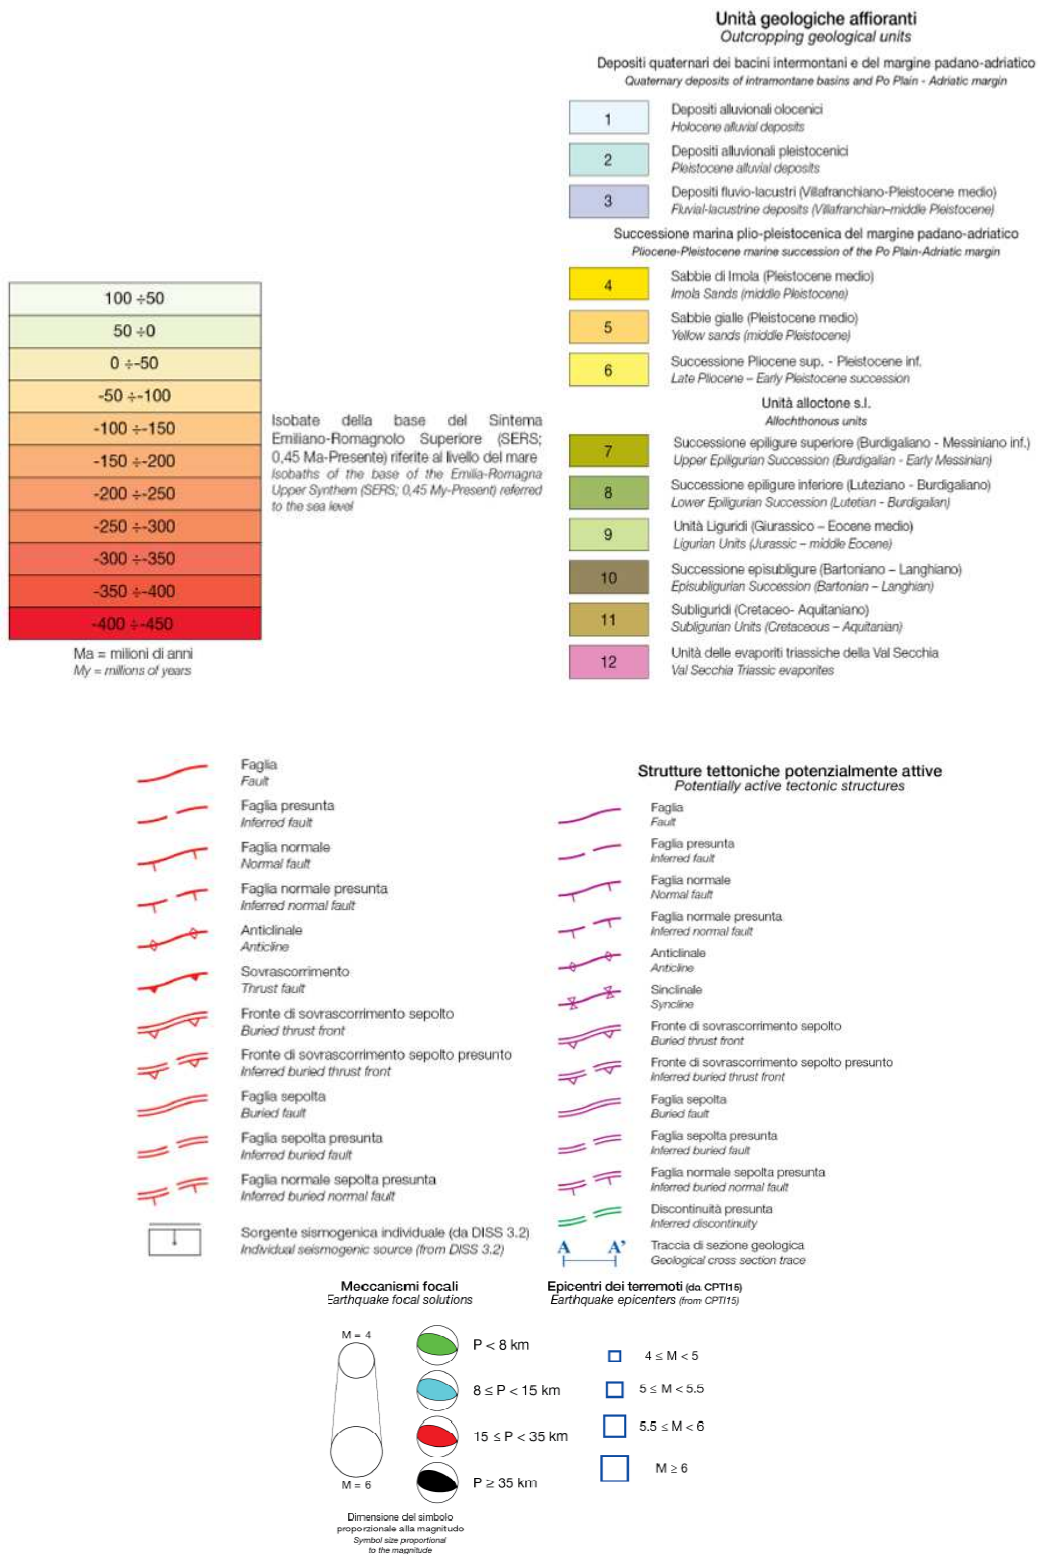 Unità geologiche affioranti
Outcropping geological units
Depositi quaternari dei bacini intermontani e del margine padano-adriatico
Quaternary deposits of intramontane basins and Po Plain - Adriatic margin
1
Depositi alluvionali olocenici
Holocene alluvial deposits
2
Depositi alluvionali pleistocenici
Pleistocene alluvial deposits
3
Depositi fluvio-lacustri (Villafranchiano-Pleistocene medio)
Fluvial-lacustrine deposits (Villafranchian–middle Pleistocene)
Successione marina plio-pleistocenica del margine padano-adriatico
Pliocene-Pleistocene marine succession of the Po Plain-Adriatic margin
4
Sabbie di Imola (Pleistocene medio)
Imola Sands (middle Pleistocene)
5
Sabbie gialle (Pleistocene medio)
Yellow sands (middle Pleistocene)
6
Successione Pliocene sup. - Pleistocene inf.
Late Pliocene – Early Pleistocene succession
Unità alloctone s.l.
Allochthonous units
7
Successione epiligure superiore (Burdigaliano - Messiniano inf.)
Upper Epiligurian Succession (Burdigalian - Early Messinian)
8
Successione epiligure inferiore (Luteziano - Burdigaliano)
Lower Epiligurian Succession (Lutetian - Burdigalian)
9
Unità Liguridi (Giurassico – Eocene medio)
Ligurian Units (Jurassic – middle Eocene)
10
Successione episubligure (Bartoniano – Langhiano)
Episubligurian Succession (Bartonian – Langhian)
11
Subliguridi (Cretaceo- Aquitaniano)
Subligurian Units (Cretaceous – Aquitanian)
12
Unità delle evaporiti triassiche della Val Secchia
Val Secchia Triassic evaporites
100 ÷50
50 ÷0
0 ÷-50
-50 ÷-100
-100 ÷-150
-150 ÷-200
-200 ÷-250
-250 ÷-300
-300 ÷-350
-350 ÷-400
-400 ÷-450
Ma = milioni di anni
My = millions of years
Isobate della base del Sintema
Emiliano-Romagnolo Superiore (SERS;
0,45 Ma-Presente) riferite al livello del mare
Isobaths of the base of the Emilia-Romagna
Upper Synthem (SERS; 0,45 My-Present) referred
to the sea level
Faglia
Fault
Faglia presunta
Inferred fault
Faglia normale
Normal fault
Faglia normale presunta
Inferred normal fault
Anticlinale
Anticline
Sovrascorrimento
Thrust fault
Fronte di sovrascorrimento sepolto
Buried thrust front
Fronte di sovrascorrimento sepolto presunto
Inferred buried thrust front
Faglia sepolta
Buried fault
Faglia sepolta presunta
Inferred buried fault
Faglia normale sepolta presunta
Inferred buried normal fault
Sorgente sismogenica individuale (da DISS 3.2)
Individual seismogenic source (from DISS 3.2)
Strutture tettoniche potenzialmente attive
Potentially active tectonic structures
Faglia
Fault
Faglia presunta
Inferred fault
Faglia normale
Normal fault
Faglia normale presunta
Inferred normal fault
Anticlinale
Anticline
Sinclinale
Syncline
Fronte di sovrascorrimento sepolto
Buried thrust front
Fronte di sovrascorrimento sepolto presunto
Inferred buried thrust front
Faglia sepolta
Buried fault
Faglia sepolta presunta
Inferred buried fault
Faglia normale sepolta presunta
Inferred buried normal fault
Discontinuità presunta
Inferred discontinuity
A A'
Traccia di sezione geologica
Geological cross section trace
Meccanismi focali
Earthquake focal solutions
M = 4
M = 6
P < 8 km
8 ≤ P < 15 km
15 ≤ P < 35 km
P ≥ 35 km
Dimensione del simbolo
proporzionale alla magnitudo
Symbol size proportional
to the magnitude
Epicentri dei terremoti (da CPTI15)
Earthquake epicenters (from CPTI15)
4 ≤ M < 5
5 ≤ M < 5.5
5.5 ≤ M < 6
M ≥ 6